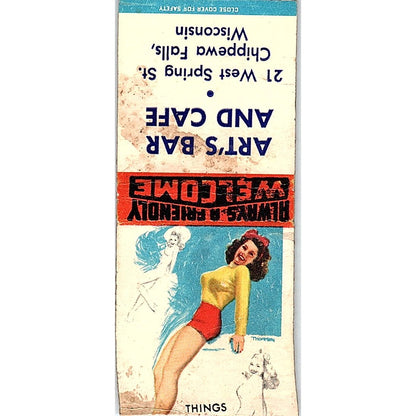 CLOSE COVER FOR SAFETY
ART'S BAR
AND CAFE
•
21 West Spring St.
Chippewa Falls,
Wisconsin
ALWAYS A FRIENDLY
WELCOME
THOMPSON
THINGS